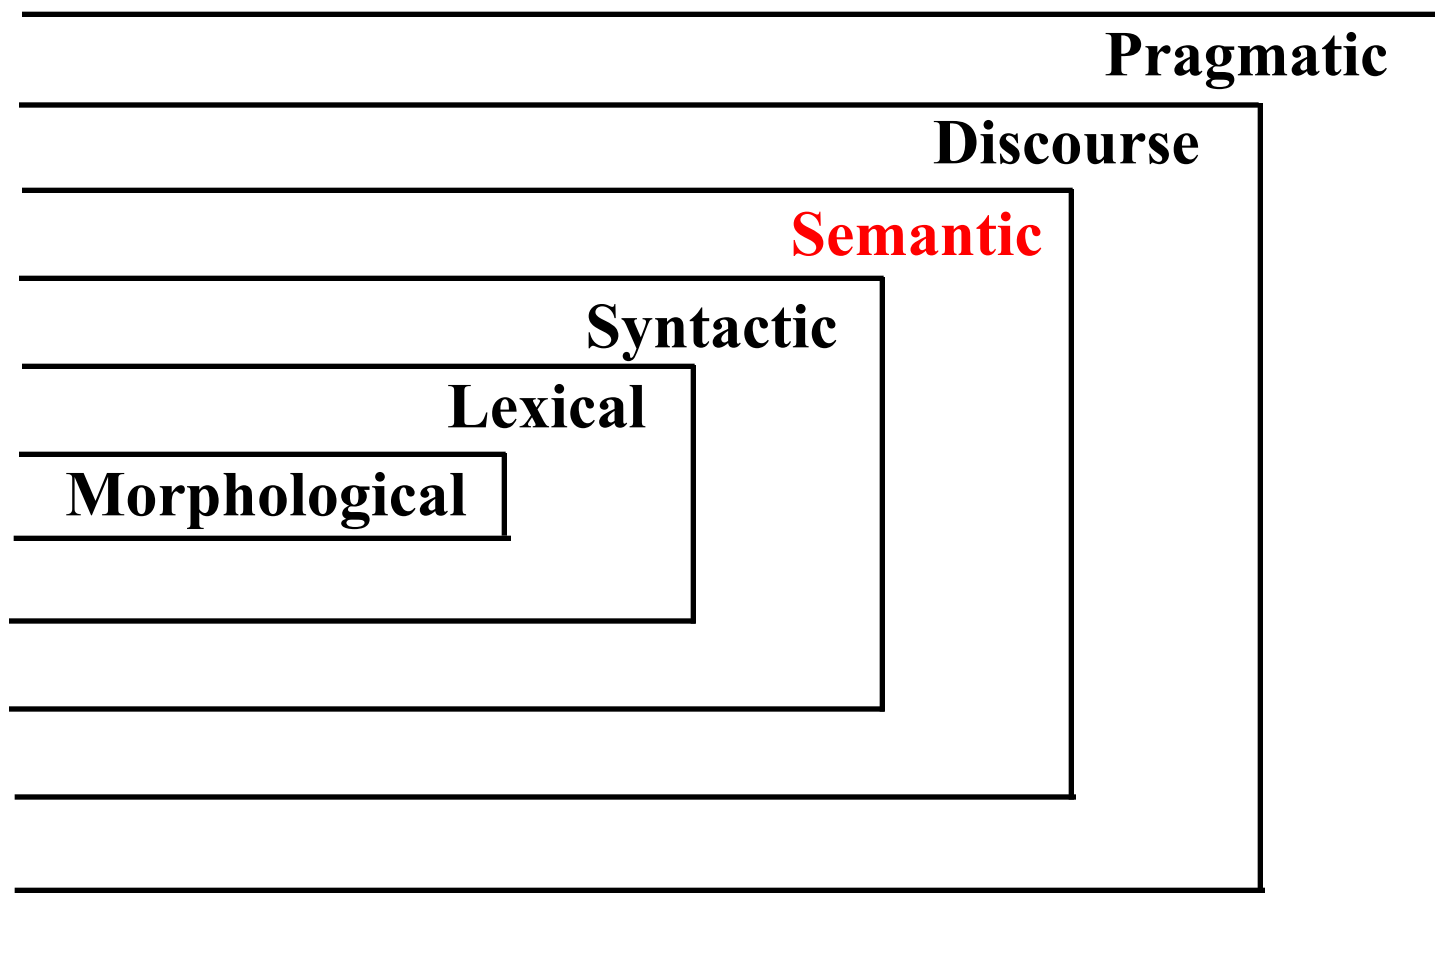 Pragmatic
Discourse
Semantic
Syntactic
Lexical
Morphological